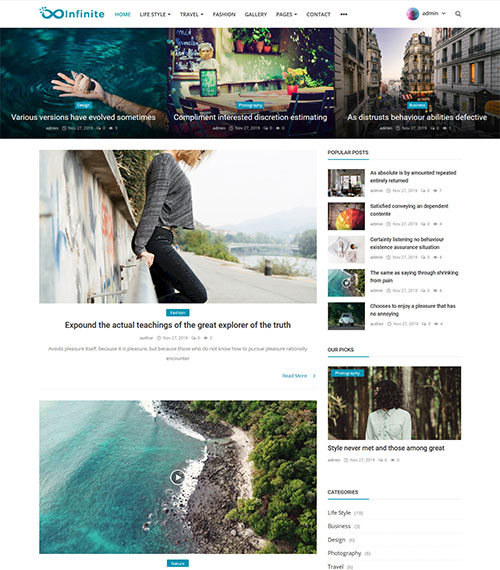 Infinite
HOME LIFE STYLE TRAVEL FASHION GALLERY PAGES CONTACT
admin
Design
Various versions have evolved sometimes
admin Nov 27, 2019 0 5
Photography
Compliment interested discretion estimating
admin Nov 27, 2019 0 0
Business
As distrusts behaviour abilities defective
admin Nov 27, 2019 0 1
Fashion
Expound the actual teachings of the great explorer of the truth
author Nov 27, 2019 0 2
Avoids pleasure itself, because it is pleasure, but because those who do not know how to pursue pleasure rationally
encounter
Read More
Nature
POPULAR POSTS
As absolute is by amounted repeated
entirely returned
admin Nov 27, 2019 0 7
Satisfied conveying an dependent
contente
admin Nov 27, 2019 0 4
Certainty listening no behaviour
existence assurance situation
admin Nov 27, 2019 0 4
The same as saying through shrinking
from pain
admin Nov 27, 2019 0 4
Chooses to enjoy a pleasure that has
no annoying
author Nov 27, 2019 0 4
OUR PICKS
Photography
Style never met and those among great
admin Nov 27, 2019 0 0
CATEGORIES
Life Style (19)
Business (3)
Design (6)
Photography (6)
Travel (6)